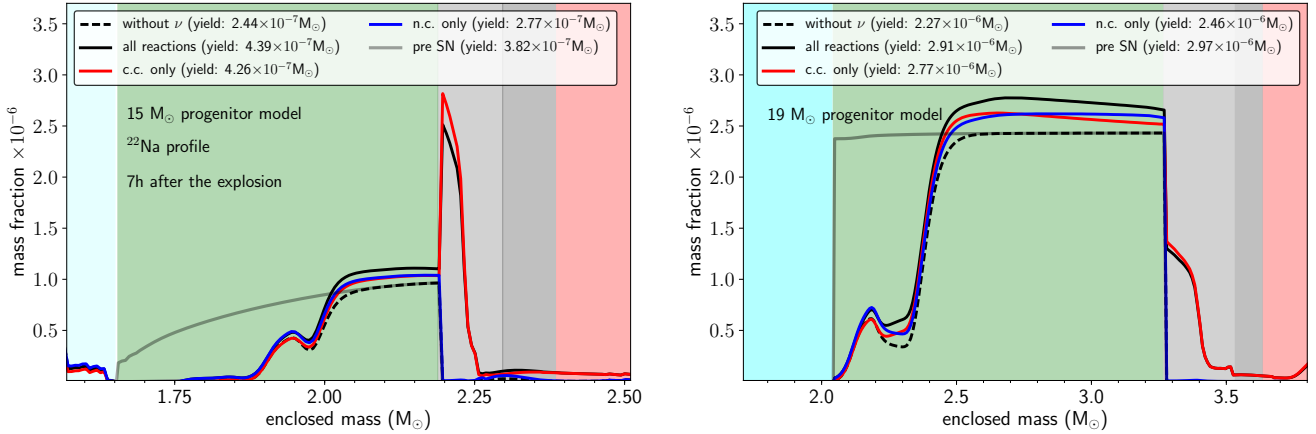 without ν (yield: 2.44×10⁻⁷M☉)
all reactions (yield: 4.39×10⁻⁷M☉)
c.c. only (yield: 4.26×10⁻⁷M☉)
n.c. only (yield: 2.77×10⁻⁷M☉)
pre SN (yield: 3.82×10⁻⁷M☉)
15 M☉ progenitor model
²²Na profile
7h after the explosion
mass fraction ×10⁻⁶
3.5
3.0
2.5
2.0
1.5
1.0
0.5
1.75
2.00
2.25
2.50
enclosed mass (M☉)
without ν (yield: 2.27×10⁻⁶M☉)
all reactions (yield: 2.91×10⁻⁶M☉)
c.c. only (yield: 2.77×10⁻⁶M☉)
n.c. only (yield: 2.46×10⁻⁶M☉)
pre SN (yield: 2.97×10⁻⁶M☉)
19 M☉ progenitor model
mass fraction ×10⁻⁶
3.5
3.0
2.5
2.0
1.5
1.0
0.5
2.0
2.5
3.0
3.5
enclosed mass (M☉)